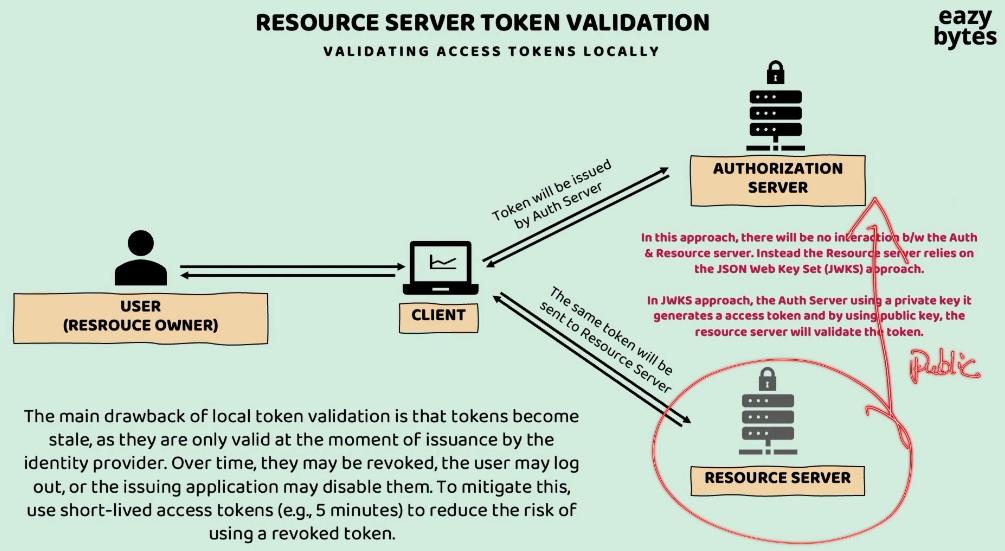 RESOURCE SERVER TOKEN VALIDATION
VALIDATING ACCESS TOKENS LOCALLY
eazy
bytes
AUTHORIZATION
SERVER
Token will be issued
by Auth Server
In this approach, there will be no interaction b/w the Auth
& Resource server. Instead the Resource server relies on
the JSON Web Key Set (JWKS) approach.
USER
(RESROUCE OWNER)
CLIENT
In JWKS approach, the Auth Server using a private key it
generates a access token and by using public key, the
resource server will validate the token.
The same token will be
sent to Resource Server
Public
The main drawback of local token validation is that tokens become
stale, as they are only valid at the moment of issuance by the
identity provider. Over time, they may be revoked, the user may log
out, or the issuing application may disable them. To mitigate this,
use short-lived access tokens (e.g., 5 minutes) to reduce the risk of
using a revoked token.
RESOURCE SERVER